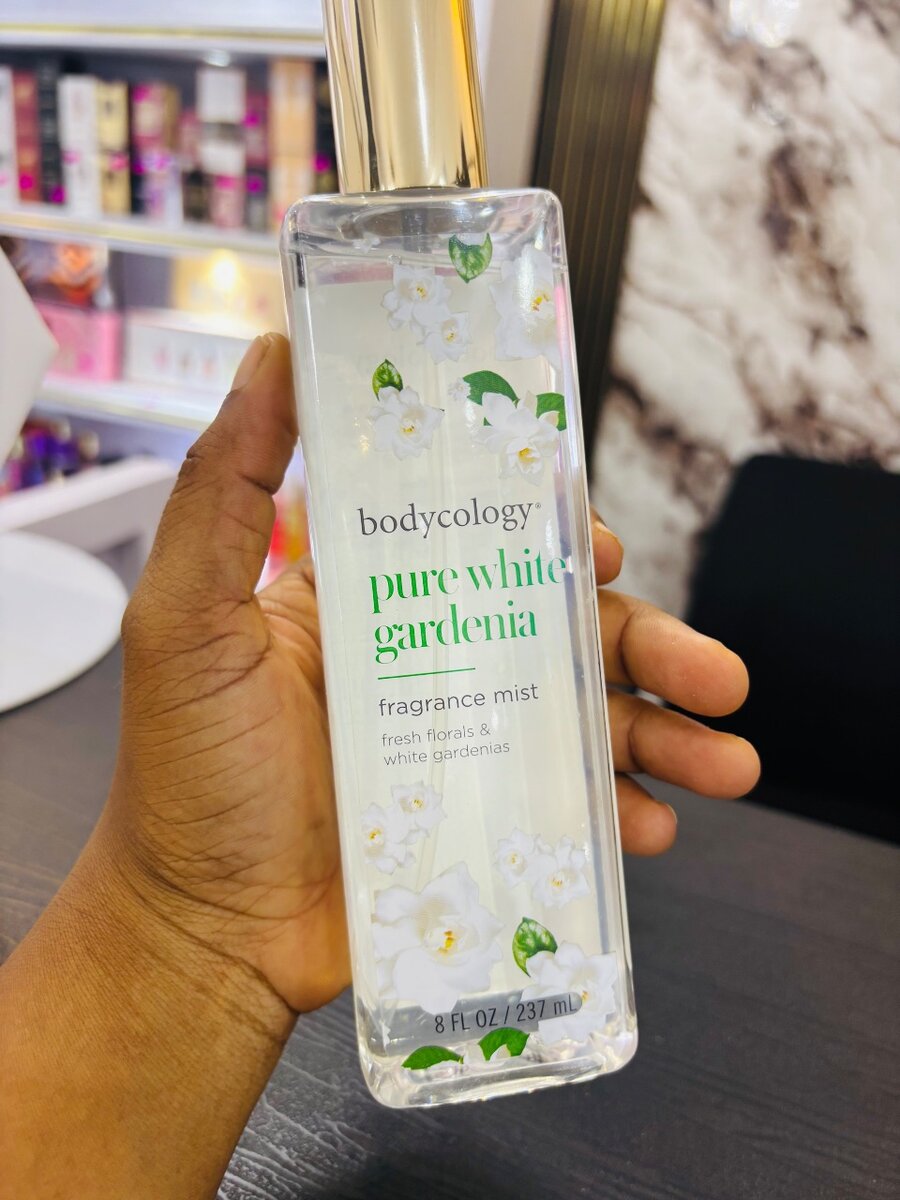 bodycology®
pure white
gardenia
fragrance mist
fresh florals &
white gardenias
8 FL OZ / 237 mL